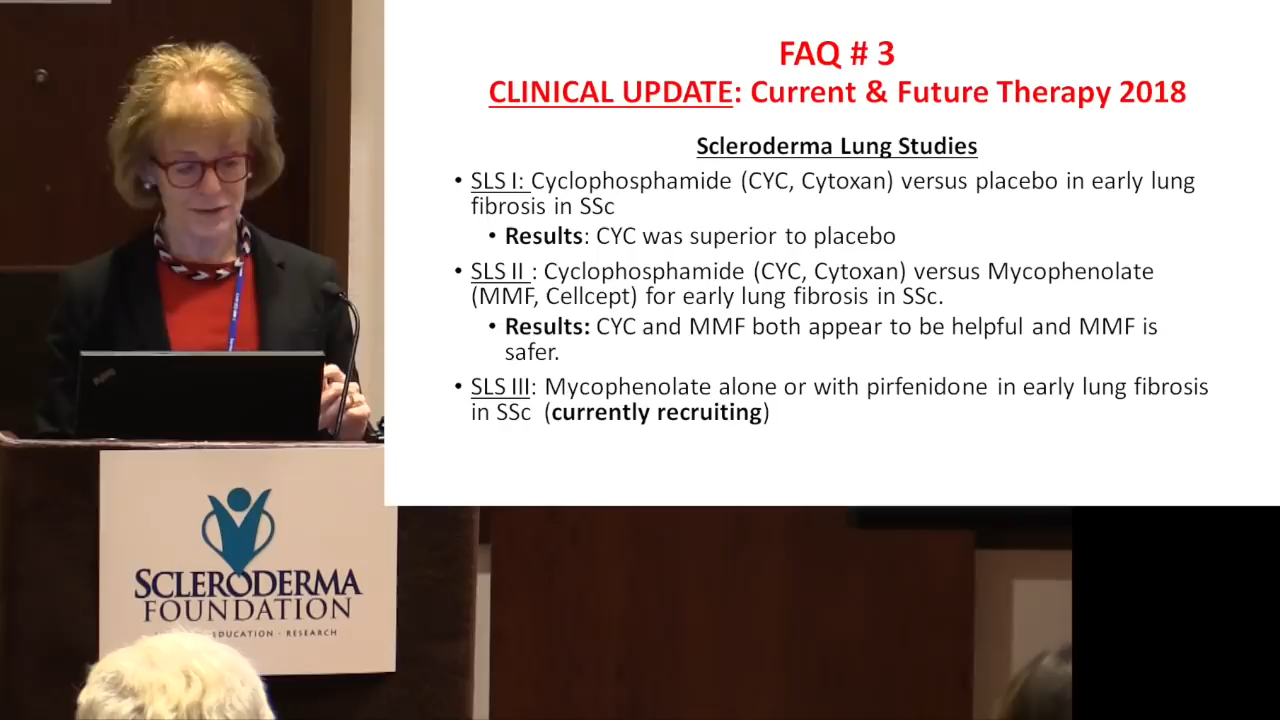 FAQ # 3
CLINICAL UPDATE: Current & Future Therapy 2018
Scleroderma Lung Studies
• SLS I: Cyclophosphamide (CYC, Cytoxan) versus placebo in early lung
fibrosis in SSc
• Results: CYC was superior to placebo
• SLS II : Cyclophosphamide (CYC, Cytoxan) versus Mycophenolate
(MMF, Cellcept) for early lung fibrosis in SSc.
• Results: CYC and MMF both appear to be helpful and MMF is
safer.
• SLS III: Mycophenolate alone or with pirfenidone in early lung fibrosis
in SSc (currently recruiting)
SCLERODERMA
FOUNDATION
EDUCATION · RESEARCH